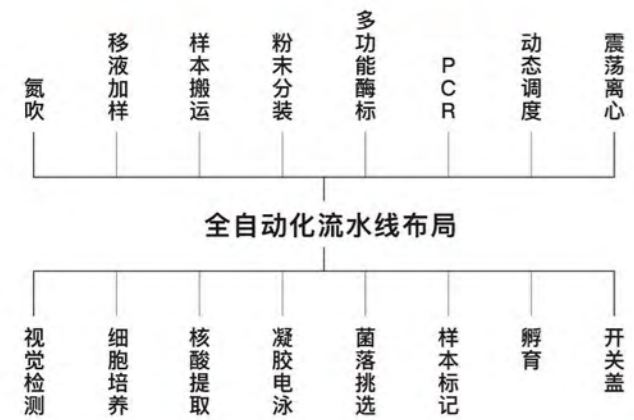 氮吹
移液加样
样本搬运
粉末分装
多功能酶标
PCR
动态调度
震荡离心
全自动化流水线布局
视觉检测
细胞培养
核酸提取
凝胶电泳
菌落挑选
样本标记
孵育
开关盖